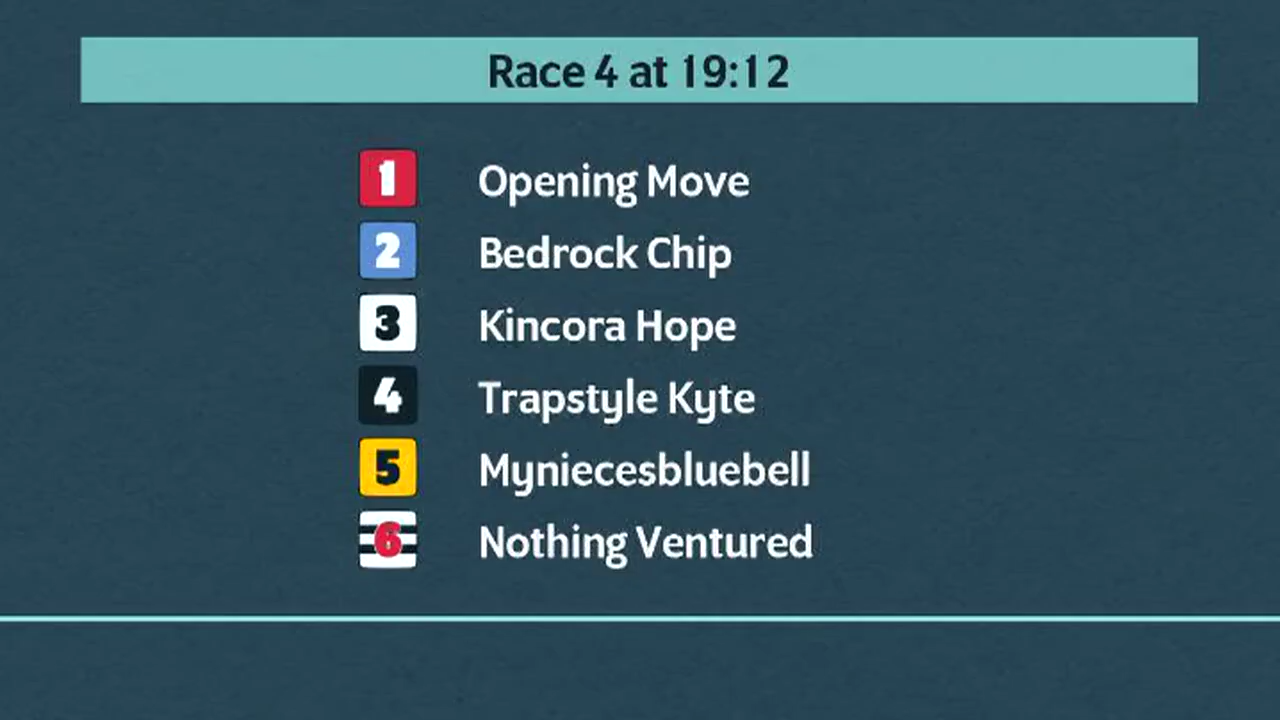 Race 4 at 19:12
1 Opening Move
2 Bedrock Chip
3 Kincora Hope
4 Trapstyle Kyte
5 Myniecesbluebell
6 Nothing Ventured